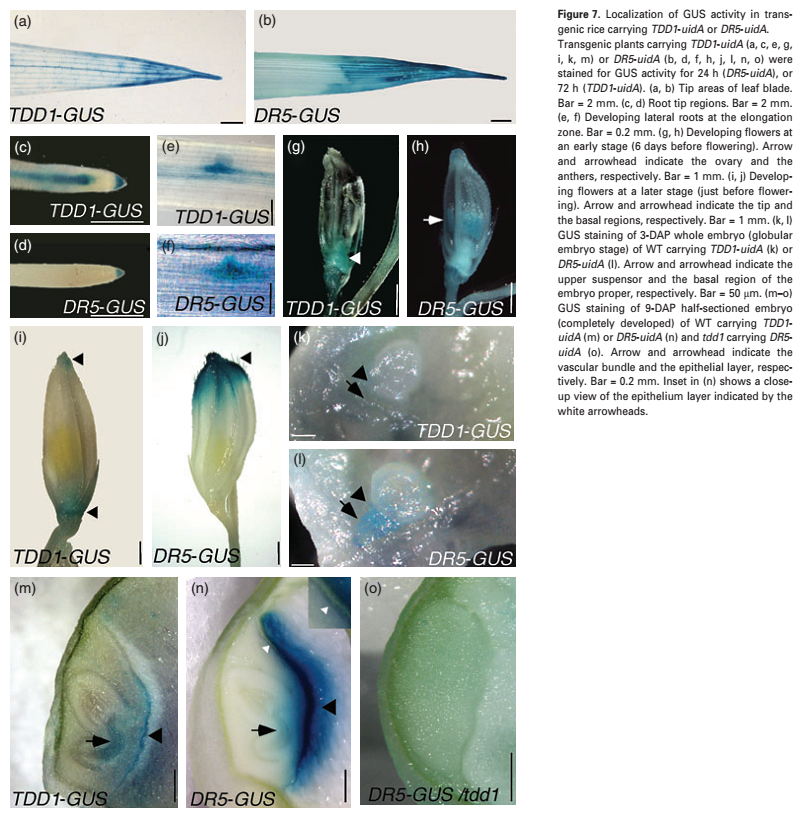 (a)
TDD1-GUS
(b)
DR5-GUS
(c)
TDD1-GUS
(d)
DR5-GUS
(e)
TDD1-GUS
(f)
DR5-GUS
(g)
TDD1-GUS
(h)
DR5-GUS
(i)
TDD1-GUS
(j)
DR5-GUS
(k)
TDD1-GUS
(l)
DR5-GUS
(m)
TDD1-GUS
(n)
DR5-GUS
(o)
DR5-GUS /tdd1
Figure 7. Localization of GUS activity in trans-
genic rice carrying TDD1-uidA or DR5-uidA.
Transgenic plants carrying TDD1-uidA (a, c, e, g,
i, k, m) or DR5-uidA (b, d, f, h, j, l, n, o) were
stained for GUS activity for 24 h (DR5-uidA), or
72 h (TDD1-uidA). (a, b) Tip areas of leaf blade.
Bar = 2 mm. (c, d) Root tip regions. Bar = 2 mm.
(e, f) Developing lateral roots at the elongation
zone. Bar = 0.2 mm. (g, h) Developing flowers at
an early stage (6 days before flowering). Arrow
and arrowhead indicate the ovary and the
anthers, respectively. Bar = 1 mm. (i, j) Develop-
ing flowers at a later stage (just before flower-
ing). Arrow and arrowhead indicate the tip and
the basal regions, respectively. Bar = 1 mm. (k, l)
GUS staining of 3-DAP whole embryo (globular
embryo stage) of WT carrying TDD1-uidA (k) or
DR5-uidA (l). Arrow and arrowhead indicate the
upper suspensor and the basal region of the
embryo proper, respectively. Bar = 50 μm. (m–o)
GUS staining of 9-DAP half-sectioned embryo
(completely developed) of WT carrying TDD1-
uidA (m) or DR5-uidA (n) and tdd1 carrying DR5-
uidA (o). Arrow and arrowhead indicate the
vascular bundle and the epithelial layer, respec-
tively. Bar = 0.2 mm. Inset in (n) shows a close-
up view of the epithelium layer indicated by the
white arrowheads.